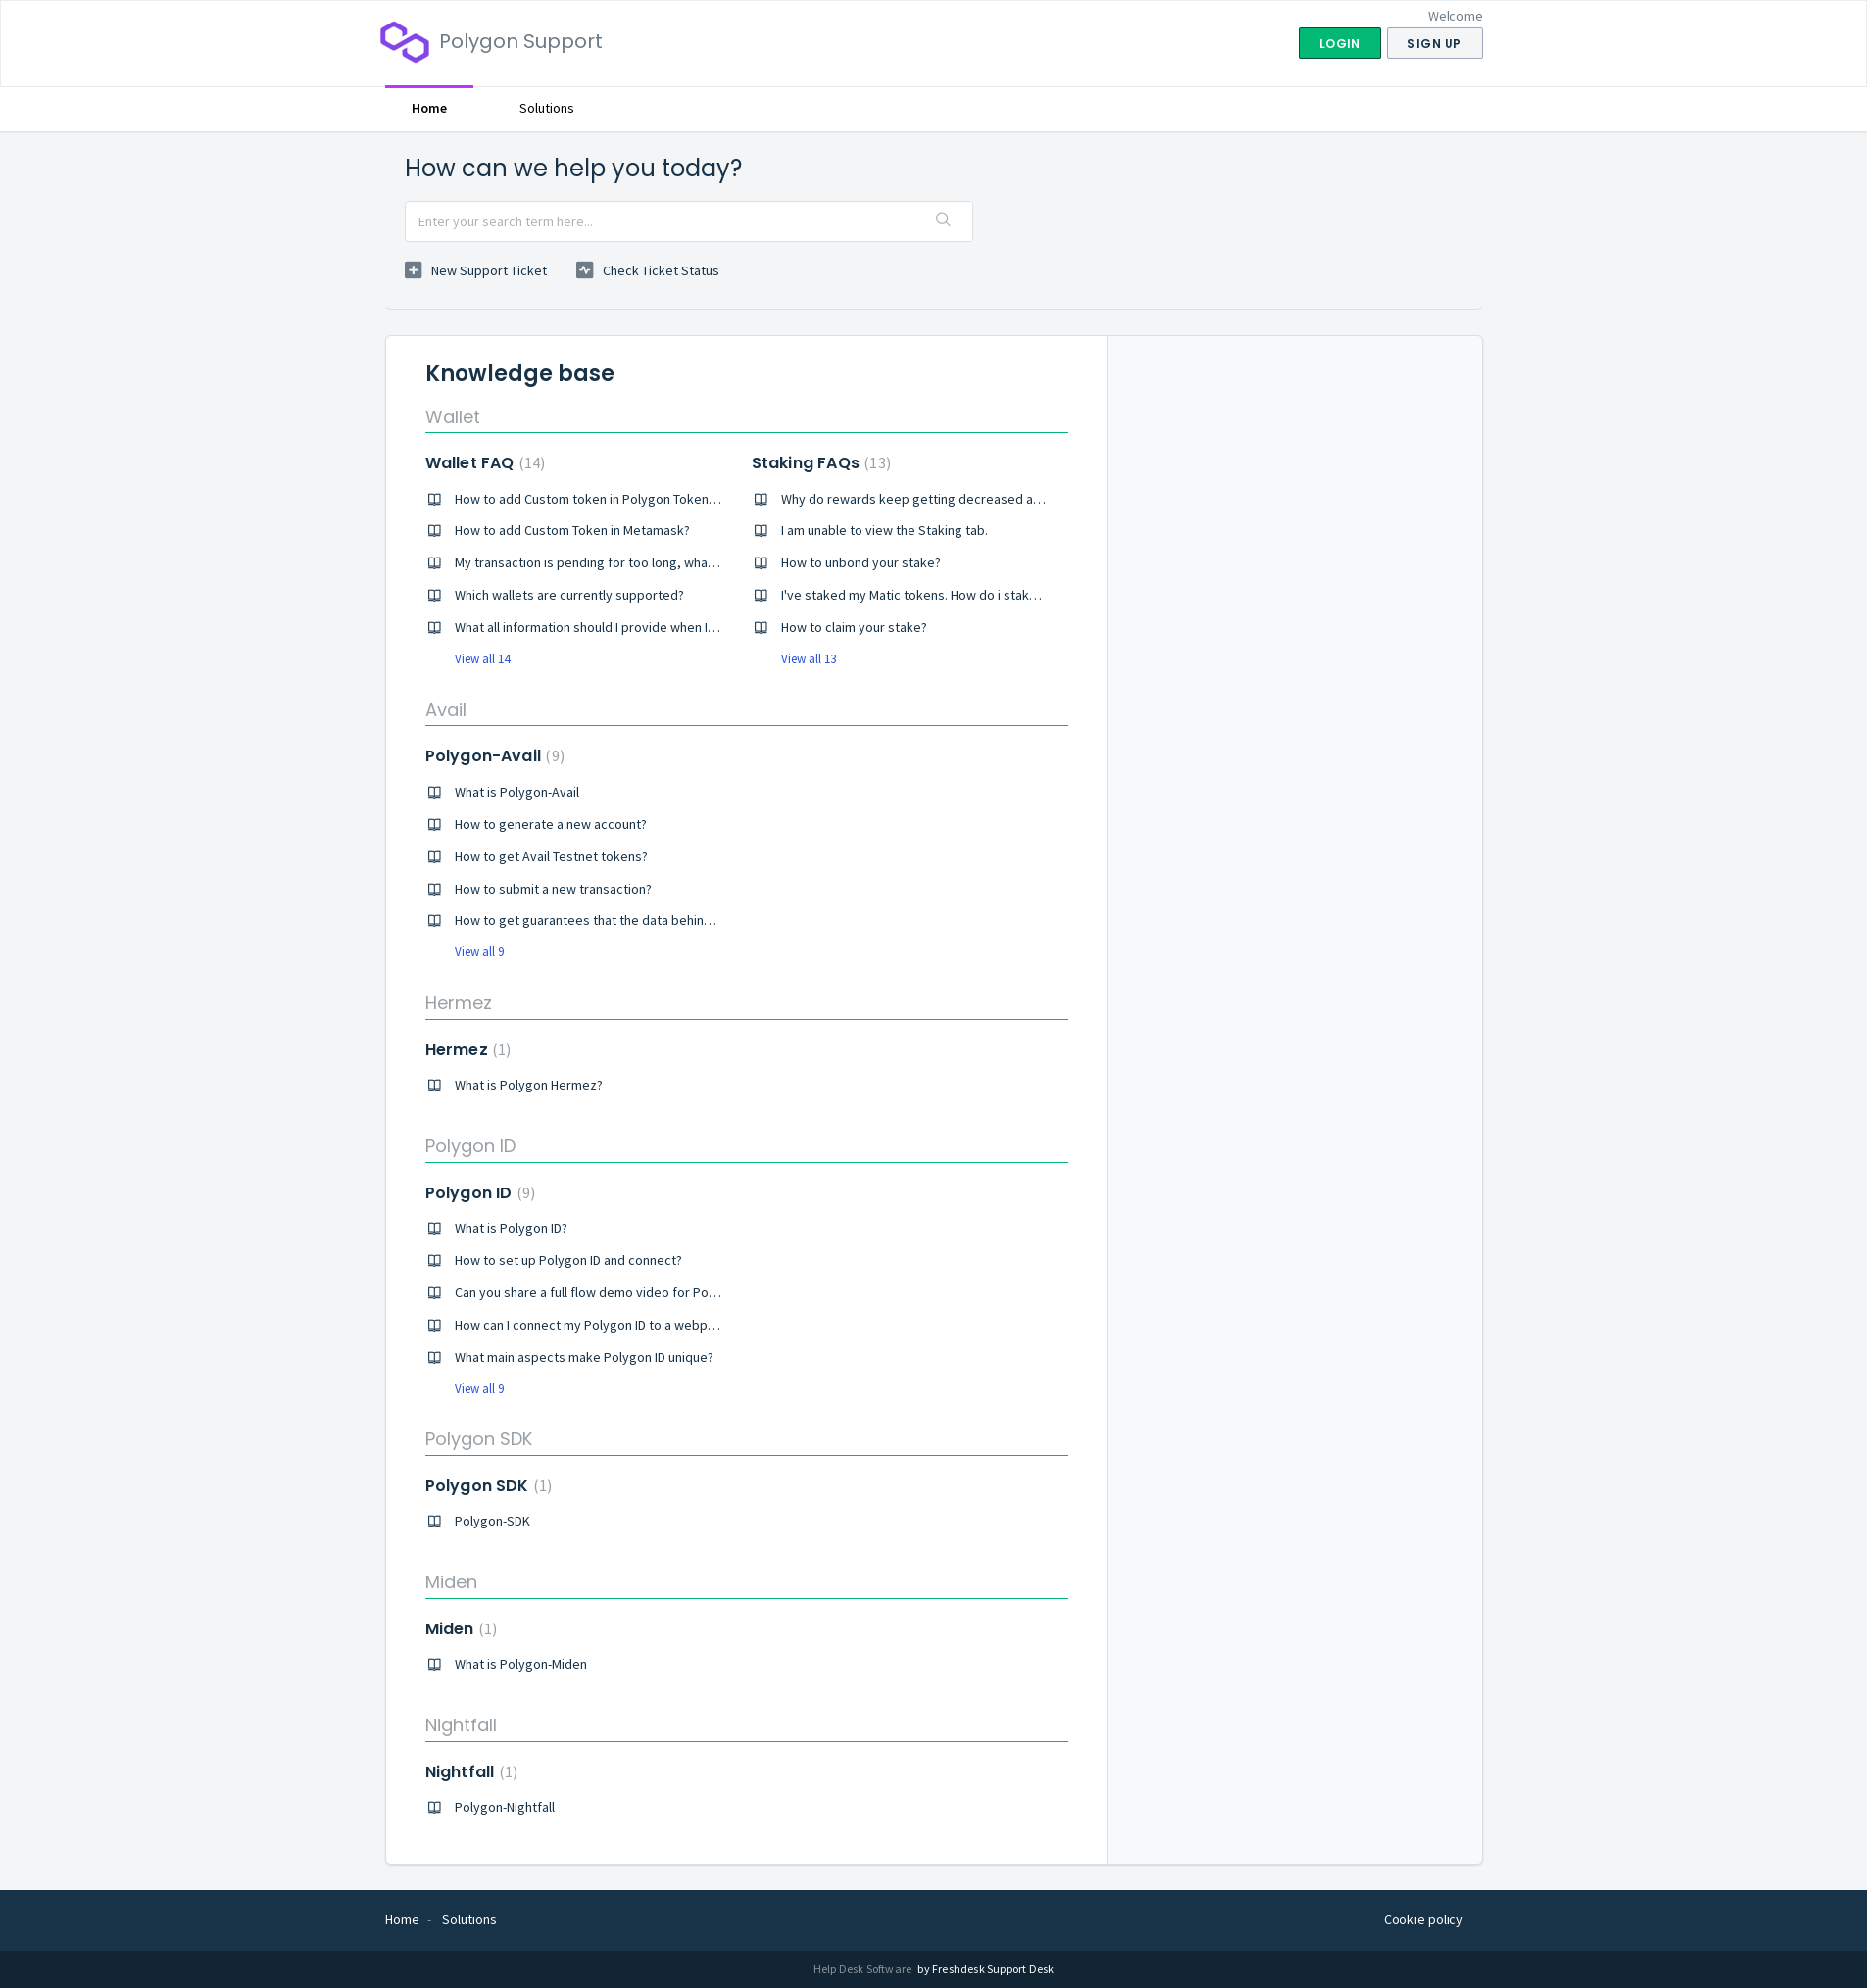 Polygon Support
Welcome
LOGIN
SIGN UP
Home
Solutions
How can we help you today?
Enter your search term here...
New Support Ticket
Check Ticket Status
Knowledge base
Wallet
Wallet FAQ (14)
How to add Custom token in Polygon Token…
How to add Custom Token in Metamask?
My transaction is pending for too long, wha…
Which wallets are currently supported?
What all information should I provide when I…
View all 14
Staking FAQs (13)
Why do rewards keep getting decreased a…
I am unable to view the Staking tab.
How to unbond your stake?
I've staked my Matic tokens. How do i stak…
How to claim your stake?
View all 13
Avail
Polygon-Avail (9)
What is Polygon-Avail
How to generate a new account?
How to get Avail Testnet tokens?
How to submit a new transaction?
How to get guarantees that the data behin…
View all 9
Hermez
Hermez (1)
What is Polygon Hermez?
Polygon ID
Polygon ID (9)
What is Polygon ID?
How to set up Polygon ID and connect?
Can you share a full flow demo video for Po…
How can I connect my Polygon ID to a webp…
What main aspects make Polygon ID unique?
View all 9
Polygon SDK
Polygon SDK (1)
Polygon-SDK
Miden
Miden (1)
What is Polygon-Miden
Nightfall
Nightfall (1)
Polygon-Nightfall
Home - Solutions
Cookie policy
Help Desk Software by Freshdesk Support Desk